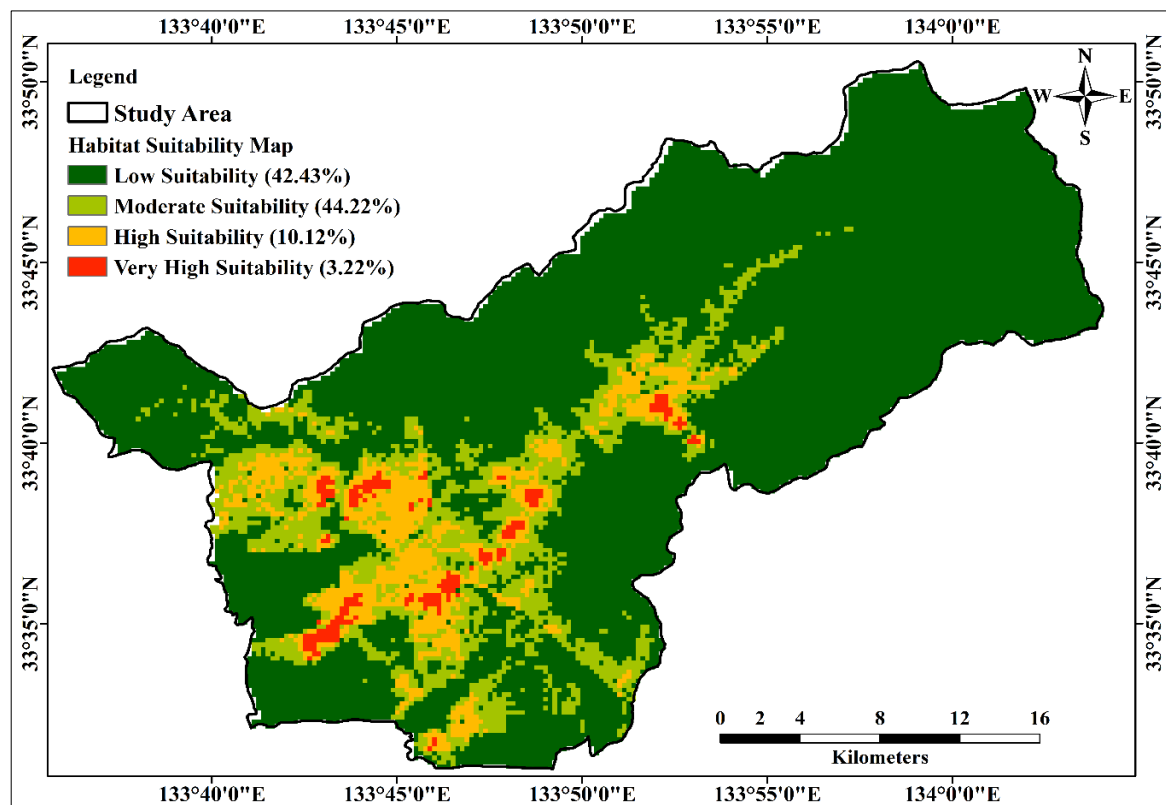 133°40'0"E 133°45'0"E 133°50'0"E 133°55'0"E 134°0'0"E
33°50'0"N
33°45'0"N
33°40'0"N
33°35'0"N
Legend
Study Area
Habitat Suitability Map
Low Suitability (42.43%)
Moderate Suitability (44.22%)
High Suitability (10.12%)
Very High Suitability (3.22%)
N
W E
S
33°50'0"N
33°45'0"N
33°40'0"N
33°35'0"N
0 2 4 8 12 16
Kilometers
133°40'0"E 133°45'0"E 133°50'0"E 133°55'0"E 134°0'0"E